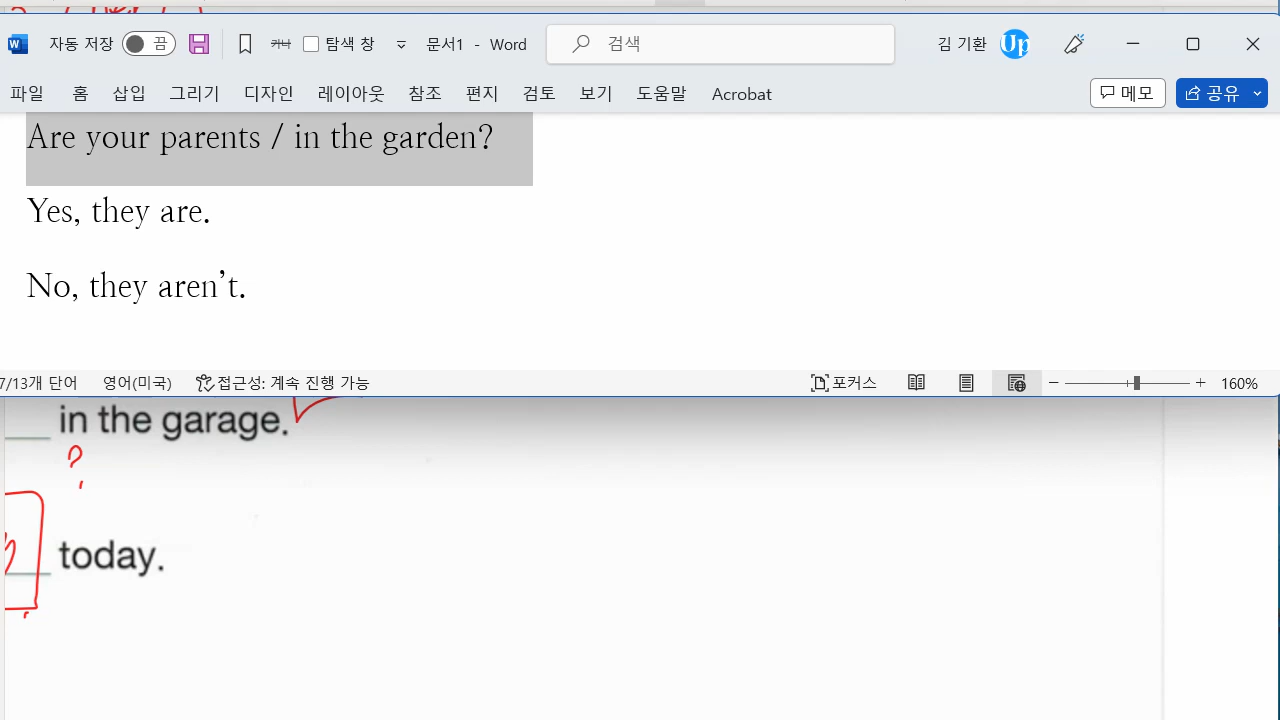 자동 저장 끔 가나 탐색 창 문서1 - Word 검색 김 기환 Up
파일 홈 삽입 그리기 디자인 레이아웃 참조 편지 검토 보기 도움말 Acrobat 메모 공유
Are your parents / in the garden?
Yes, they are.
No, they aren't.
7/13개 단어 영어(미국) 접근성: 계속 진행 가능 포커스 160%
in the garage.
?
today.